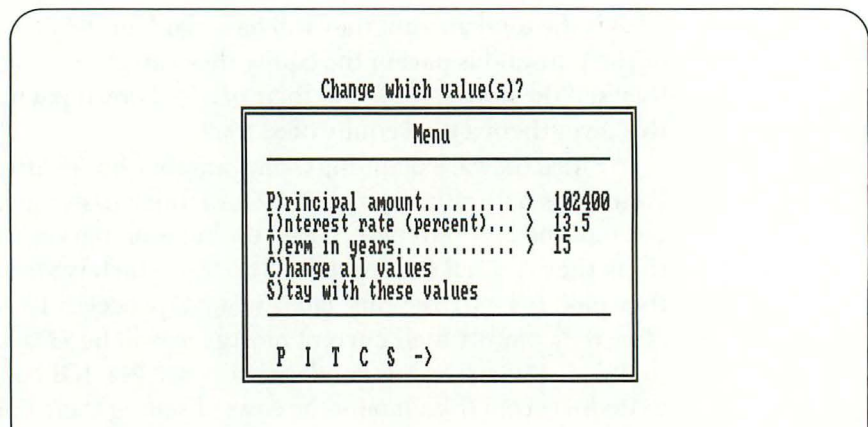 Change which value(s)?
Menu
P)rincipal amount.......... > 102400
I)nterest rate (percent)... > 13.5
T)erm in years............. > 15
C)hange all values
S)tay with these values
P I T C S ->